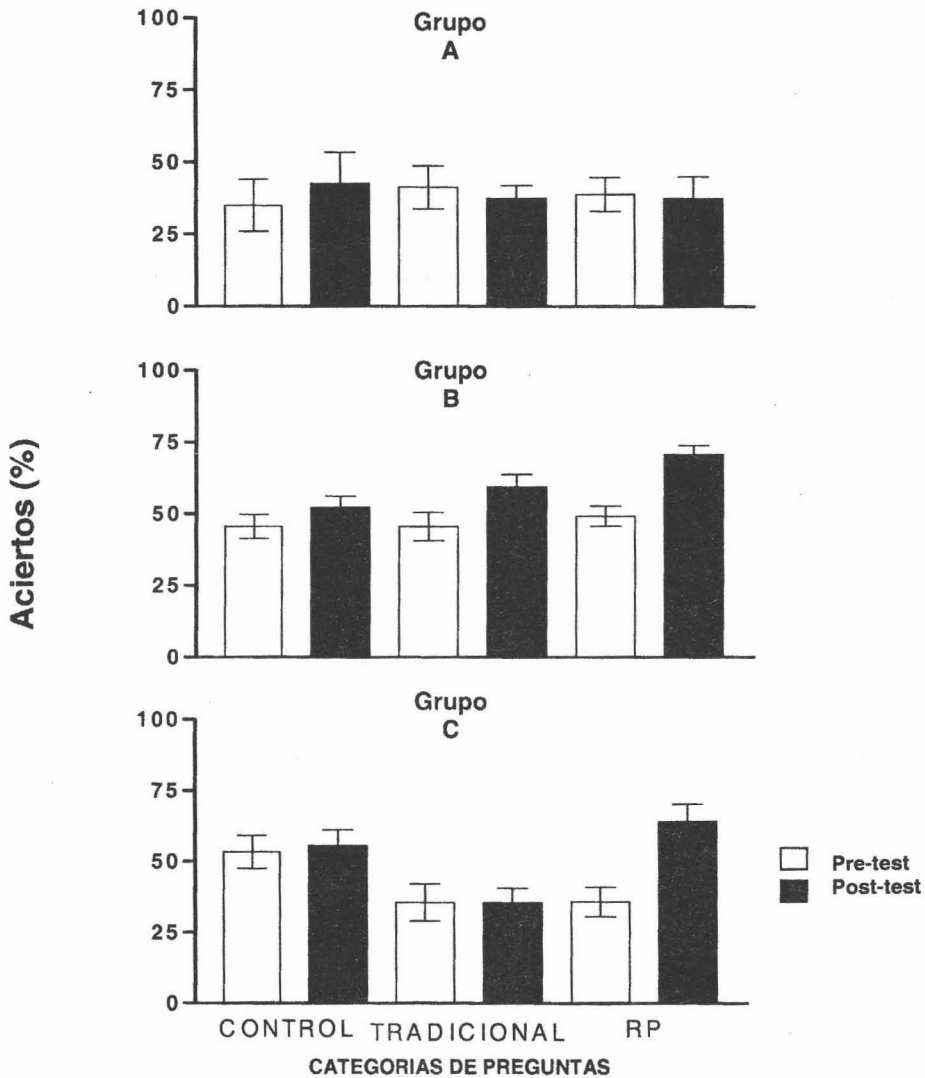 Grupo
A
100
75
50
25
0
Grupo
B
100
75
50
25
0
Grupo
C
100
75
50
25
0
Aciertos (%)
Pre-test
Post-test
CONTROL TRADICIONAL RP
CATEGORIAS DE PREGUNTAS